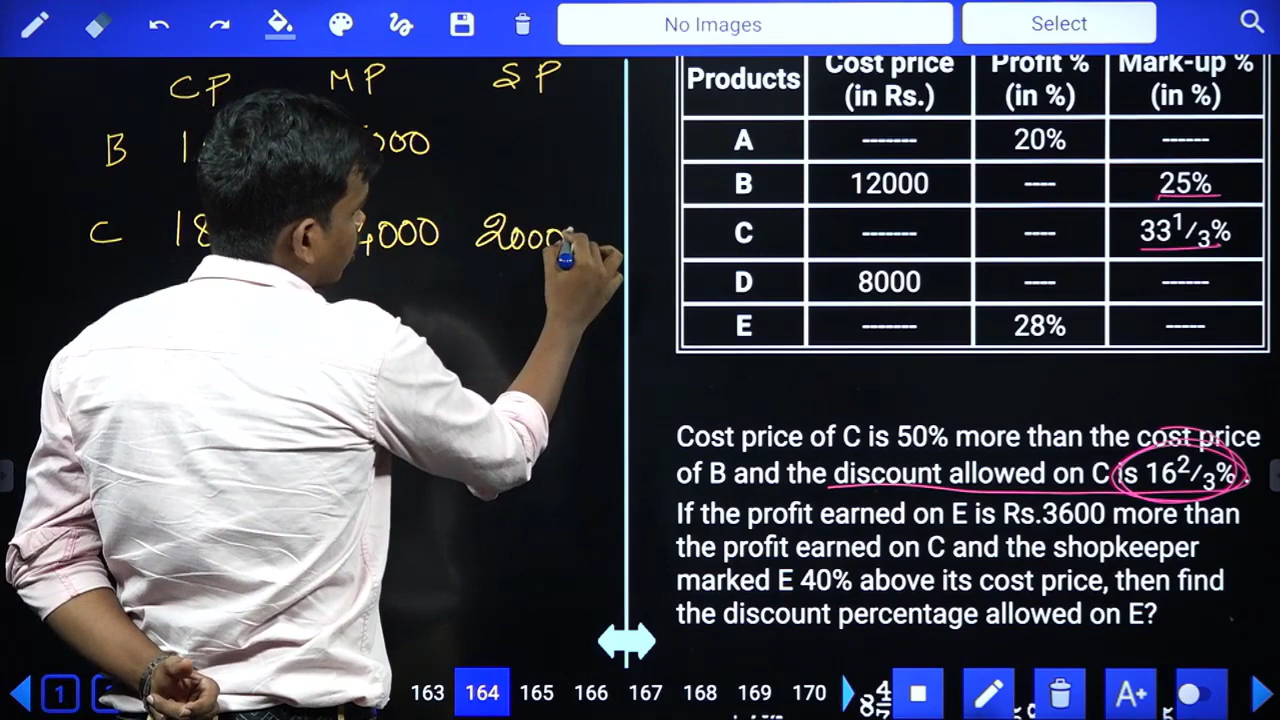 No Images
Select
CP MP SP
B
C 2000
Products Cost price (in Rs.) Profit % (in %) Mark-up % (in %)
A ------- 20% ------
B 12000 ---- 25%
C ------- ---- 33 1/3%
D 8000 ---- ------
E ------- 28% -----
Cost price of C is 50% more than the cost price
of B and the discount allowed on C is 16 2/3% .
If the profit earned on E is Rs.3600 more than
the profit earned on C and the shopkeeper
marked E 40% above its cost price, then find
the discount percentage allowed on E?
1 163 164 165 166 167 168 169 170
A+